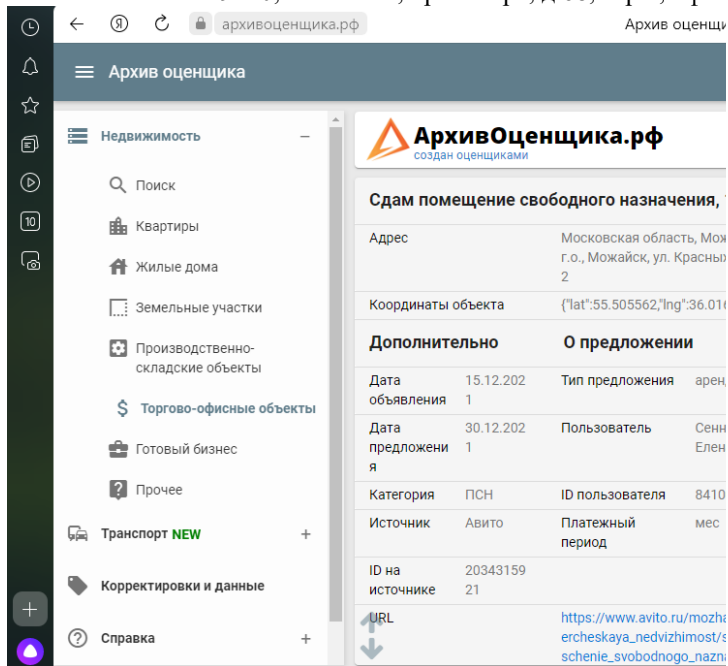 архивоценщика.рф
Архив оценщи
Архив оценщика
Недвижимость
Поиск
Квартиры
Жилые дома
Земельные участки
Производственно-
складские объекты
Торгово-офисные объекты
Готовый бизнес
Прочее
Транспорт NEW
Корректировки и данные
Справка
10
АрхивОценщика.рф
создан оценщиками
Сдам помещение свободного назначения,
Адрес
Московская область, Мож
г.о., Можайск, ул. Красных
2
Координаты объекта
{"lat":55.505562,"lng":36.016
Дополнительно
О предложении
Дата
объявления
15.12.202
1
Тип предложения
арен
Дата
предложени
я
30.12.202
1
Пользователь
Сенн
Елен
Категория
ПСН
ID пользователя
8410
Источник
Авито
Платежный
период
мес
ID на
источнике
20343159
21
URL
https://www.avito.ru/mozha
ercheskaya_nedvizhimost/s
schenie_svobodnogo_nazna